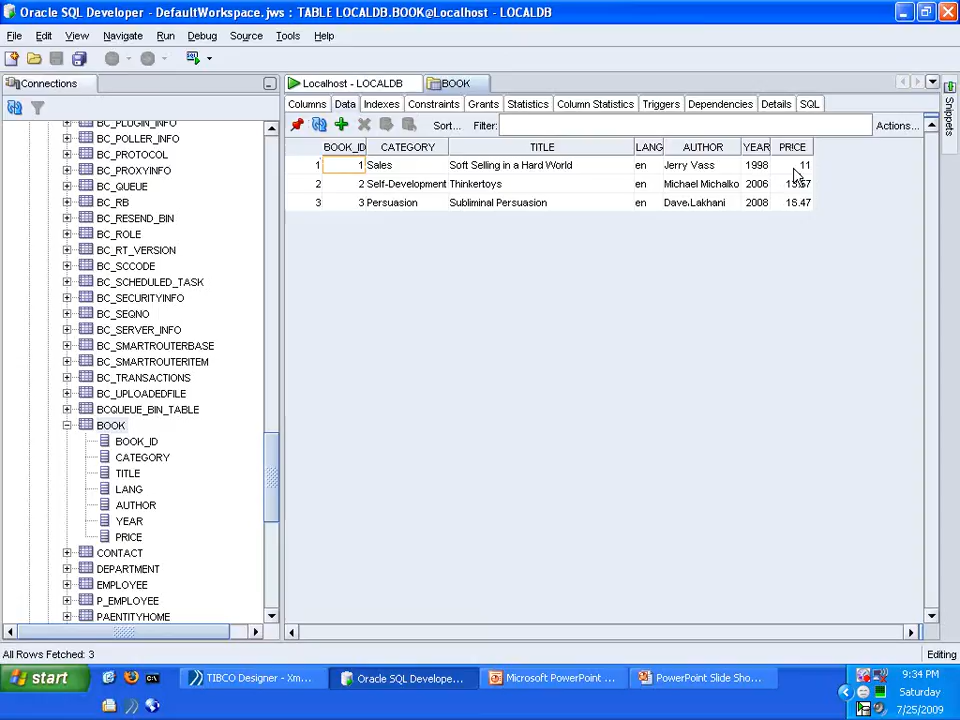 Oracle SQL Developer - DefaultWorkspace.jws : TABLE LOCALDB.BOOK@Localhost - LOCALDB
File Edit View Navigate Run Debug Source Tools Help
Connections
Localhost - LOCALDB
BOOK
Snippets
Columns Data Indexes Constraints Grants Statistics Column Statistics Triggers Dependencies Details SQL
Sort... Filter: Actions...
BC_PLUGIN_INFO
BC_POLLER_INFO
BC_PROTOCOL
BC_PROXYINFO
BC_QUEUE
BC_RB
BC_RESEND_BIN
BC_ROLE
BC_RT_VERSION
BC_SCCODE
BC_SCHEDULED_TASK
BC_SECURITYINFO
BC_SEQNO
BC_SERVER_INFO
BC_SMARTROUTERBASE
BC_SMARTROUTERITEM
BC_TRANSACTIONS
BC_UPLOADEDFILE
BCQUEUE_BIN_TABLE
BOOK
BOOK_ID
CATEGORY
TITLE
LANG
AUTHOR
YEAR
PRICE
CONTACT
DEPARTMENT
EMPLOYEE
P_EMPLOYEE
PAENTITYHOME
BOOK_ID CATEGORY TITLE LANG AUTHOR YEAR PRICE
1 1 Sales Soft Selling in a Hard World en Jerry Vass 1998 11
2 2 Self-Development Thinkertoys en Michael Michalko 2006
3 3 Persuasion Subliminal Persuasion en Dave Lakhani 2008 16.47
All Rows Fetched: 3
Editing
start
TIBCO Designer - Xm...
Oracle SQL Develope...
Microsoft PowerPoint ...
PowerPoint Slide Sho...
9:34 PM
Saturday
7/25/2009